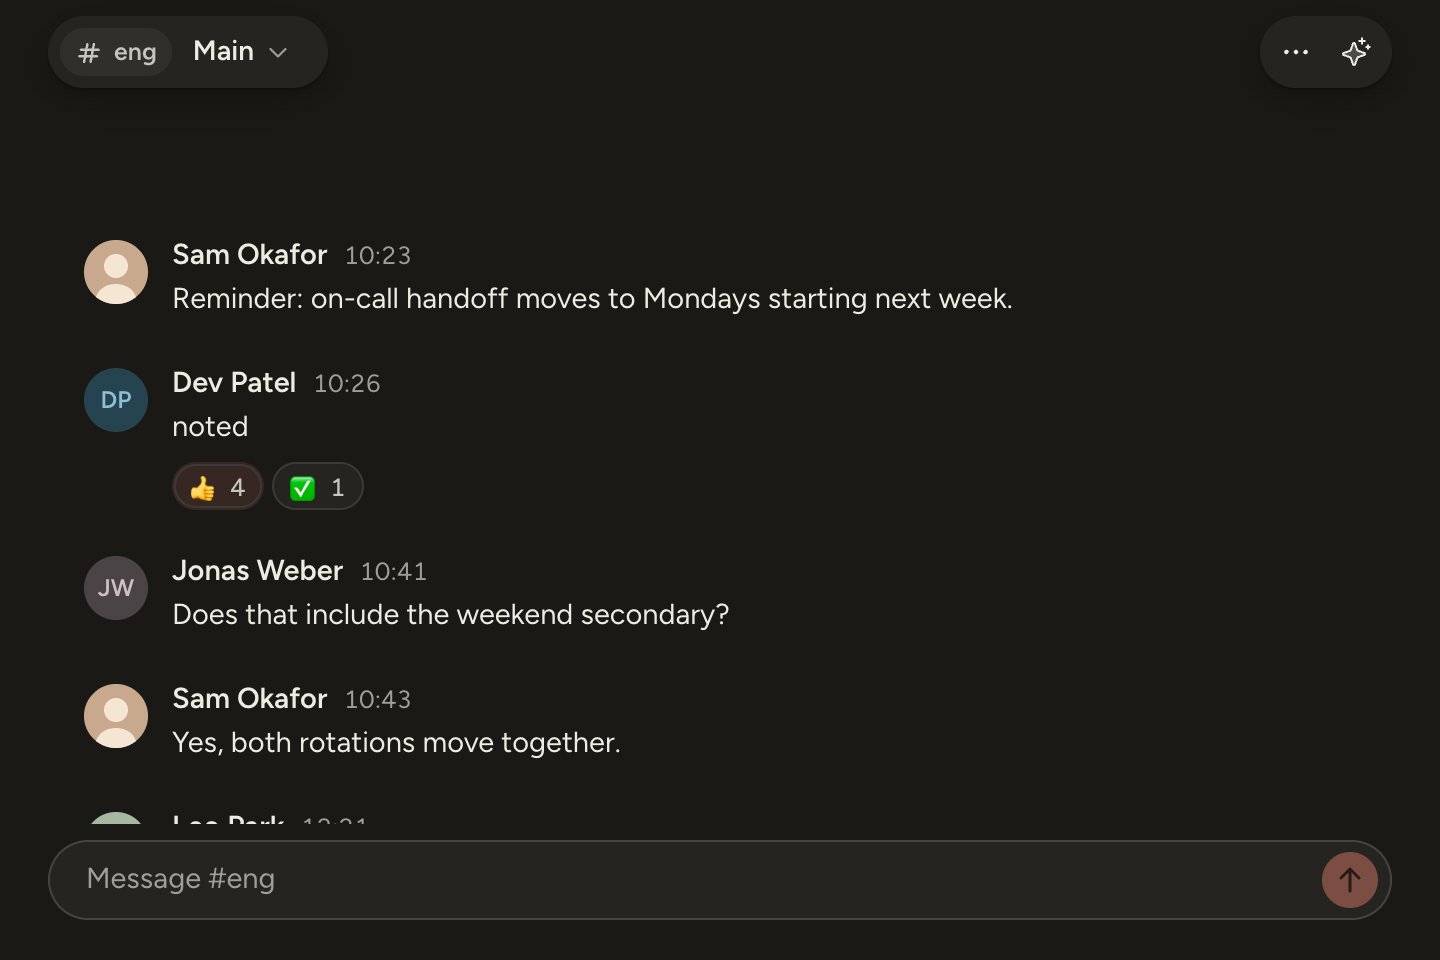 # eng Main
Sam Okafor 10:23
Reminder: on-call handoff moves to Mondays starting next week.
DP
Dev Patel 10:26
noted
👍 4 ✅ 1
JW
Jonas Weber 10:41
Does that include the weekend secondary?
Sam Okafor 10:43
Yes, both rotations move together.
Park
Message #eng